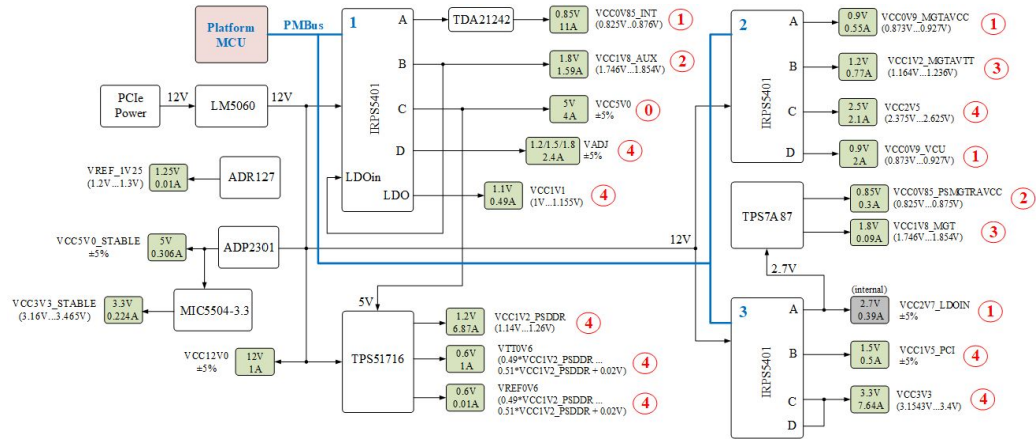 Platform
MCU
PMBus
PCIe
Power
12V
LM5060
12V
1
IRPS5401
A
B
C
D
LDOin
LDO
TDA21242
0.85V
11A
VCC0V85_INT
(0.825V...0.876V)
1
1.8V
1.59A
VCC1V8_AUX
(1.746V...1.854V)
2
5V
4A
VCC5V0
±5%
0
1.2/1.5/1.8
2.4A
VADJ
±5%
4
1.1V
0.49A
VCC1V1
(1V...1.155V)
4
VREF_1V25
(1.2V...1.3V)
1.25V
0.01A
ADR127
VCC5V0_STABLE
±5%
5V
0.306A
ADP2301
VCC3V3_STABLE
(3.16V...3.465V)
3.3V
0.224A
MIC5504-3.3
VCC12V0
±5%
12V
1A
5V
TPS51716
1.2V
6.87A
VCC1V2_PSDDR
(1.14V...1.26V)
4
0.6V
1A
VTT0V6
(0.49*VCC1V2_PSDDR ...
0.51*VCC1V2_PSDDR + 0.02V)
4
0.6V
0.01A
VREF0V6
(0.49*VCC1V2_PSDDR ...
0.51*VCC1V2_PSDDR + 0.02V)
4
12V
2
IRPS5401
A
B
C
D
0.9V
0.55A
VCC0V9_MGTAVCC
(0.873V...0.927V)
1
1.2V
0.77A
VCC1V2_MGTAVTT
(1.164V...1.236V)
3
2.5V
2.1A
VCC2V5
(2.375V...2.625V)
4
0.9V
2A
VCC0V9_VCU
(0.873V...0.927V)
1
TPS7A87
0.85V
0.3A
VCC0V85_PSMGTRAVCC
(0.825V...0.875V)
2
1.8V
0.09A
VCC1V8_MGT
(1.746V...1.854V)
3
2.7V
3
IRPS5401
A
B
C
D
(internal)
2.7V
0.39A
VCC2V7_LDOIN
±5%
1
1.5V
0.5A
VCC1V5_PCI
±5%
4
3.3V
7.64A
VCC3V3
(3.1543V...3.4V)
4